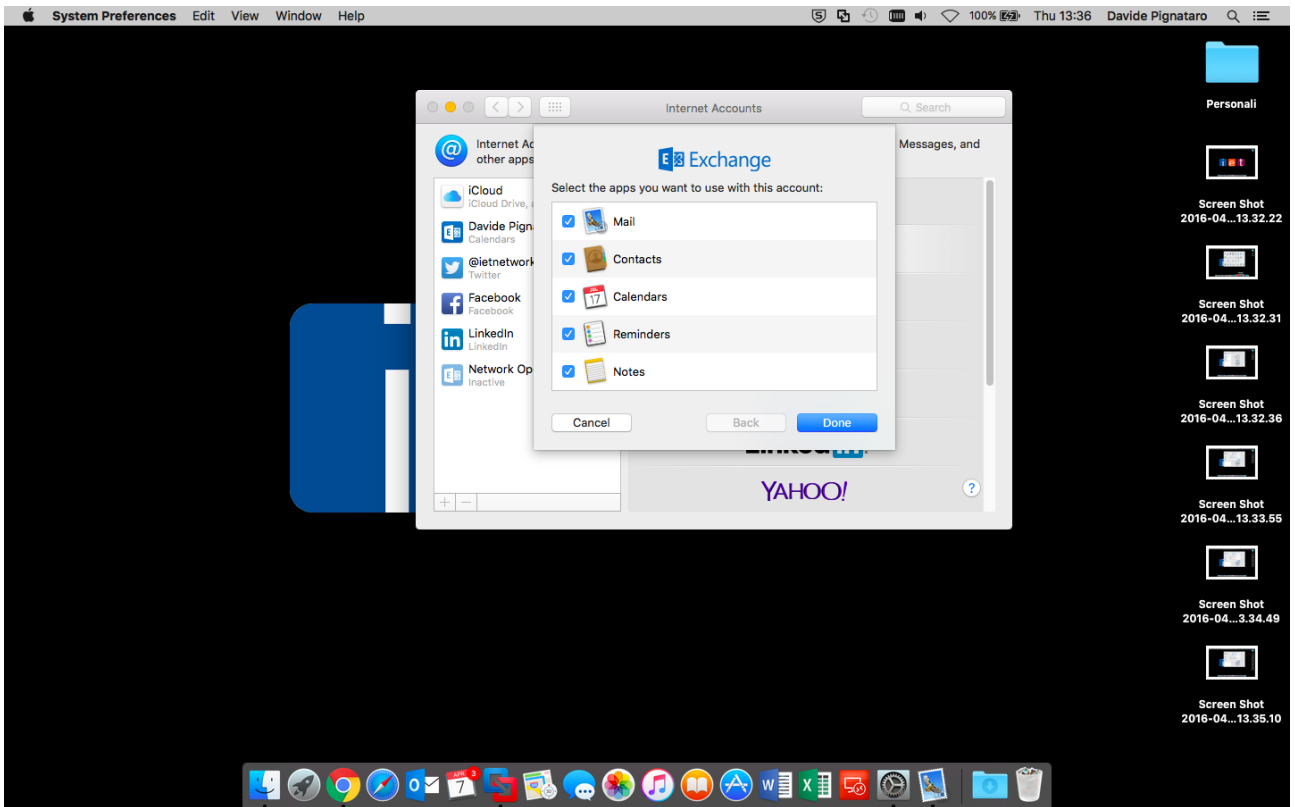 System Preferences Edit View Window Help
100% Thu 13:36 Davide Pignataro
Personali
Internet Accounts
Search
Internet Ac
other apps
Messages, and
Exchange
Select the apps you want to use with this account:
Mail
Contacts
Calendars
Reminders
Notes
Cancel Back Done
iCloud
iCloud Drive,
Davide Pign
Calendars
@ietnetwork
Twitter
Facebook
Facebook
LinkedIn
LinkedIn
Network Op
Inactive
YAHOO!
?
+ −
iet
Screen Shot
2016-04...13.32.22
Screen Shot
2016-04...13.32.31
Screen Shot
2016-04...13.32.36
Screen Shot
2016-04...13.33.55
Screen Shot
2016-04...3.34.49
Screen Shot
2016-04...13.35.10
APR
7
3